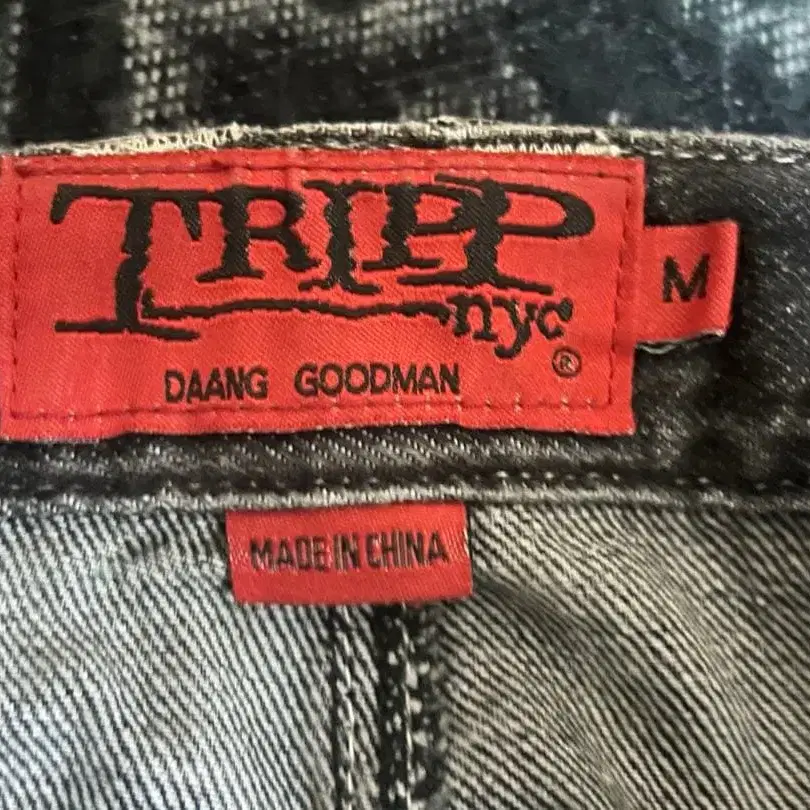 TRIPP
nyc®
M
DAANG GOODMAN
MADE IN CHINA